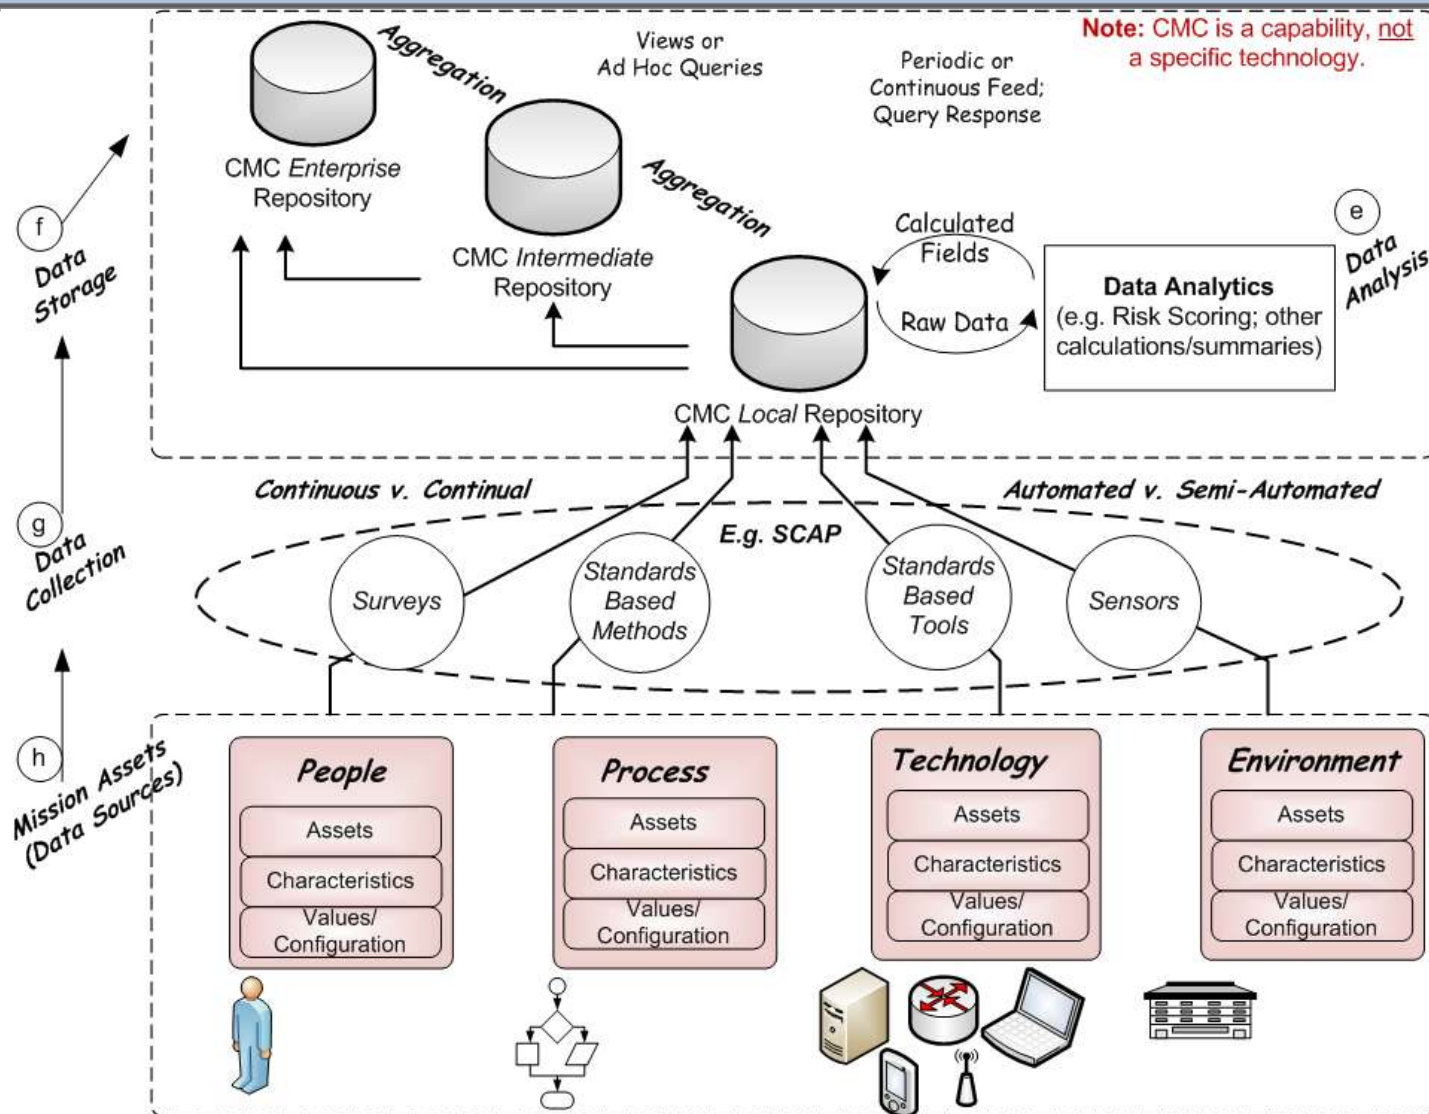 Note: CMC is a capability, not
a specific technology.
Aggregation
Views or
Ad Hoc Queries
Periodic or
Continuous Feed;
Query Response
CMC Enterprise
Repository
Aggregation
CMC Intermediate
Repository
f
Data
Storage
Calculated
Fields
Raw Data
e
Data
Analysis
Data Analytics
(e.g. Risk Scoring; other
calculations/summaries)
CMC Local Repository
Continuous v. Continual
Automated v. Semi-Automated
g
Data
Collection
E.g. SCAP
Surveys
Standards
Based
Methods
Standards
Based
Tools
Sensors
h
Mission Assets
(Data Sources)
People
Assets
Characteristics
Values/
Configuration
Process
Assets
Characteristics
Values/
Configuration
Technology
Assets
Characteristics
Values/
Configuration
Environment
Assets
Characteristics
Values/
Configuration